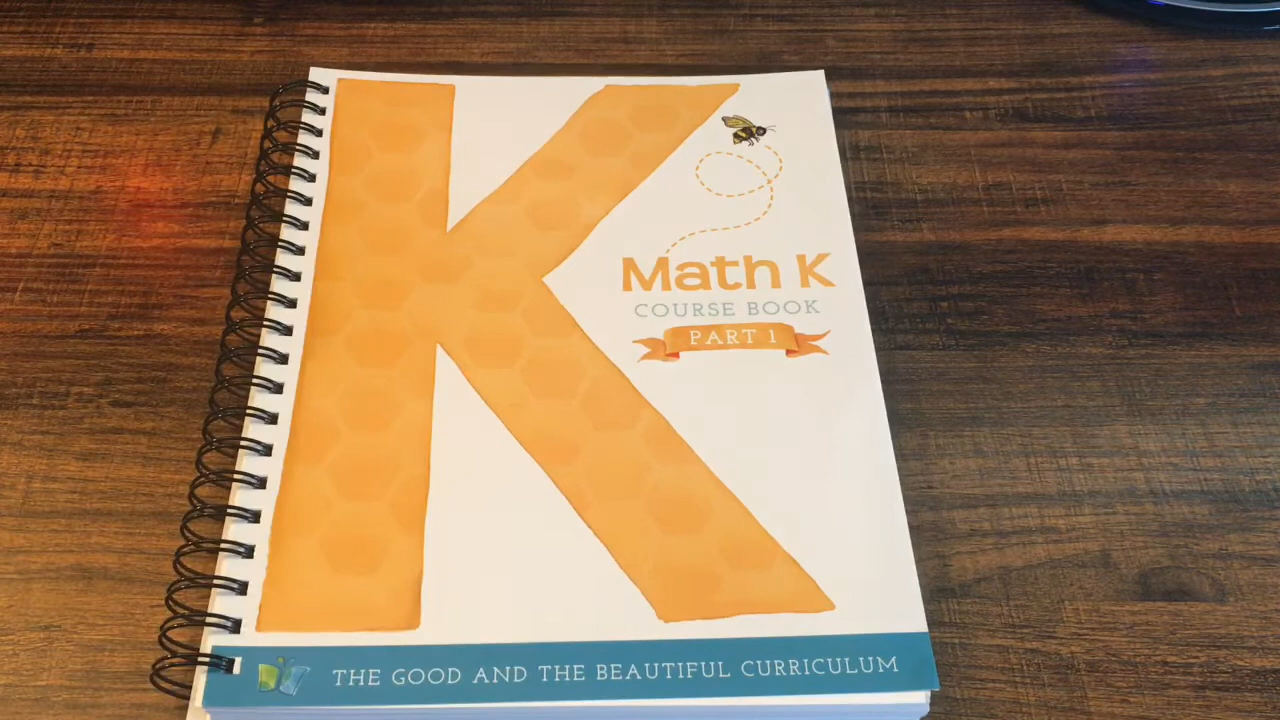 K
Math K
COURSE BOOK
PART 1
THE GOOD AND THE BEAUTIFUL CURRICULUM